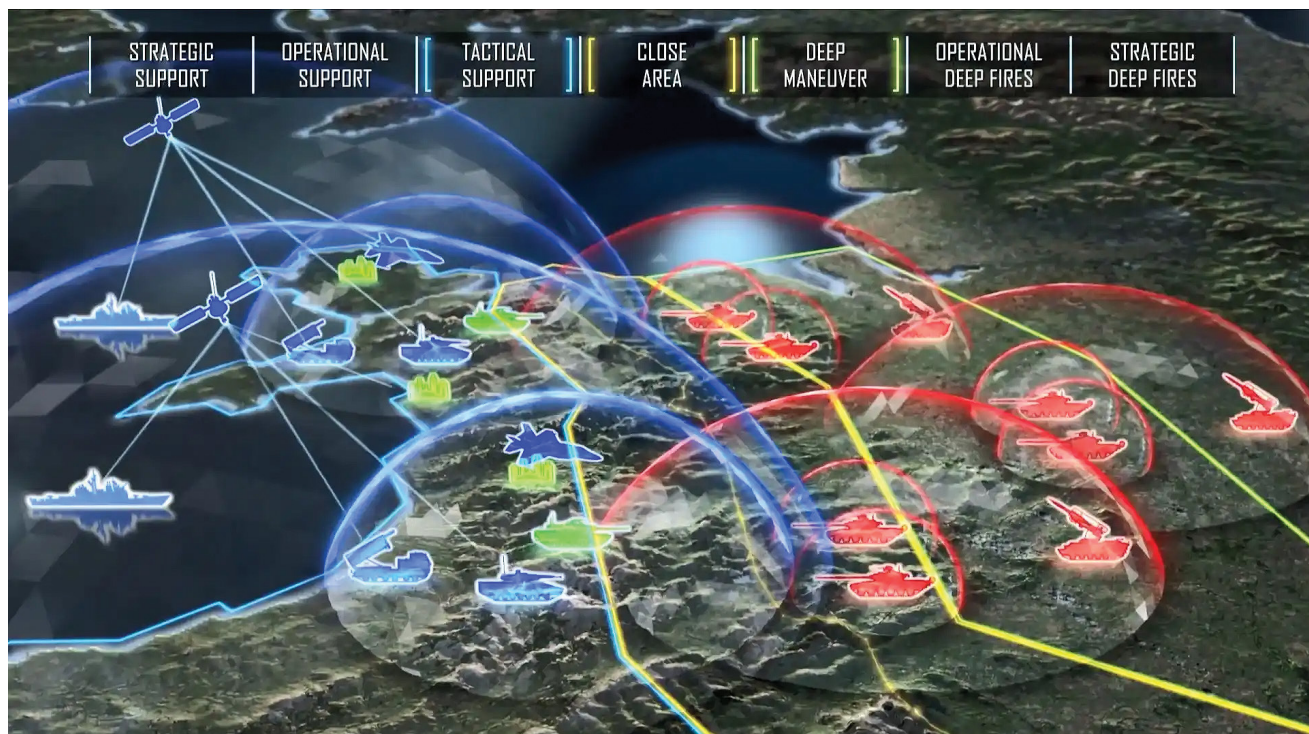 STRATEGIC
SUPPORT
OPERATIONAL
SUPPORT
TACTICAL
SUPPORT
CLOSE
AREA
DEEP
MANEUVER
OPERATIONAL
DEEP FIRES
STRATEGIC
DEEP FIRES